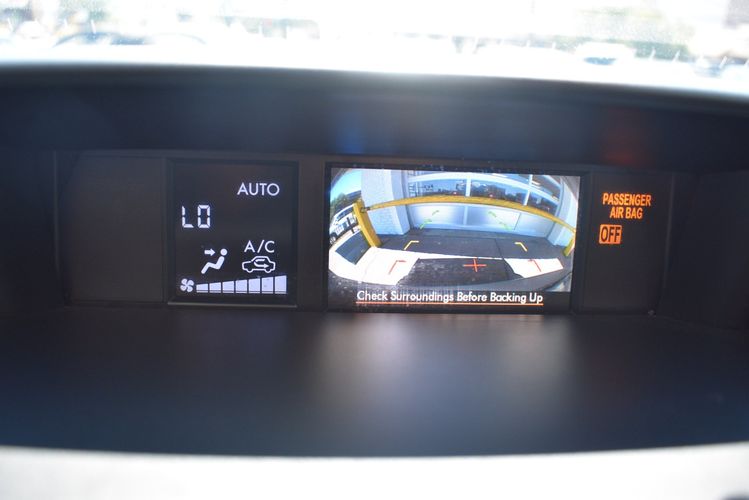 AUTO
LO
A/C
Check Surroundings Before Backing Up
PASSENGER
AIR BAG
OFF